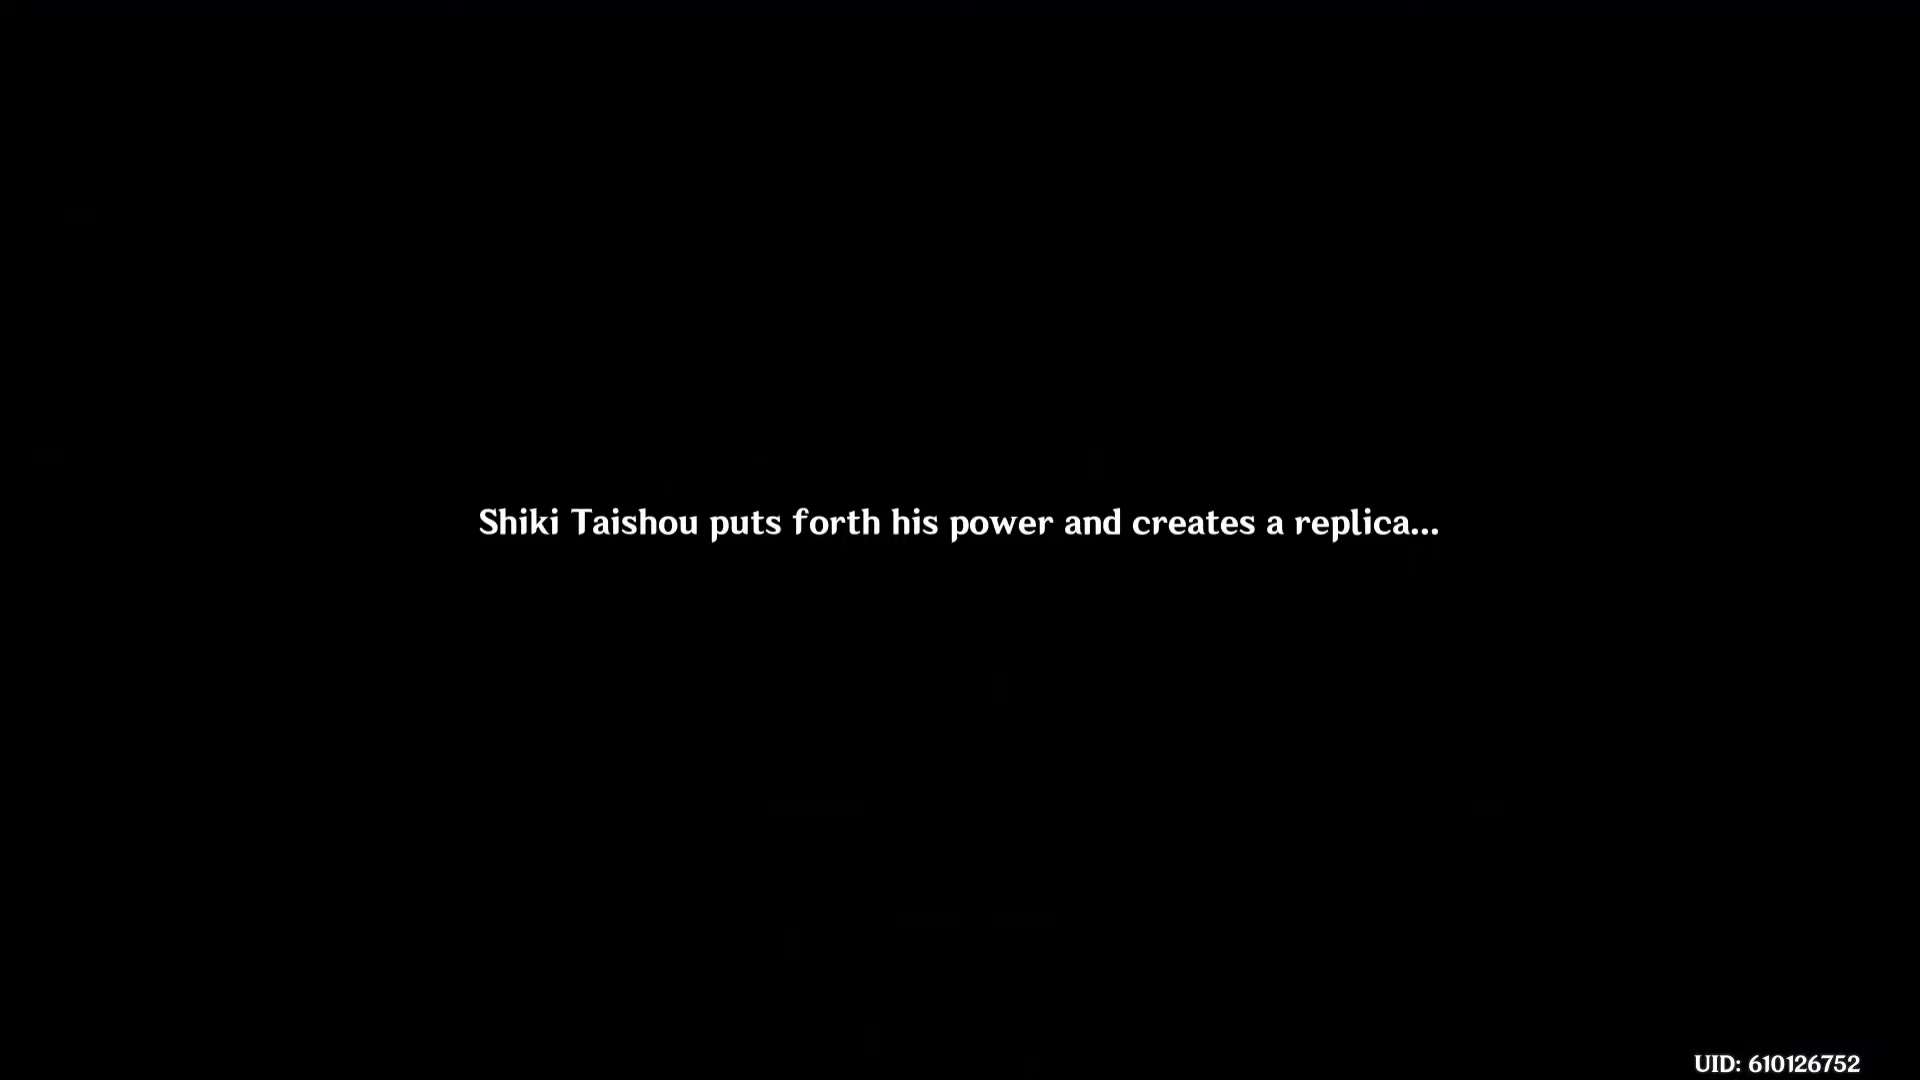 Shiki Taishou puts forth his power and creates a replica...
UID: 610126752